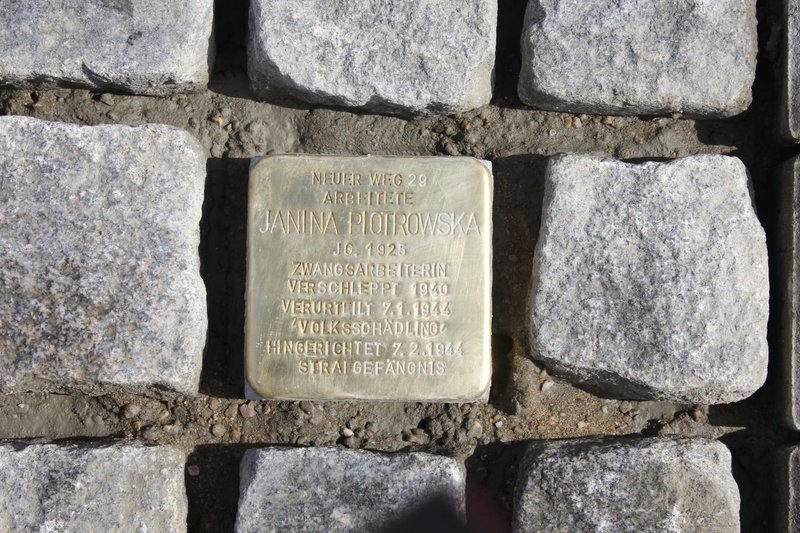 NEUER WEG 29
ARBEITETE
JANINA PIOTROWSKA
JG. 1925
ZWANGSARBEITERIN
VERSCHLEPPT 1940
VERURTEILT 7.1.1944
'VOLKSSCHÄDLING'
HINGERICHTET 7.2.1944
STRAFGEFÄNGNIS